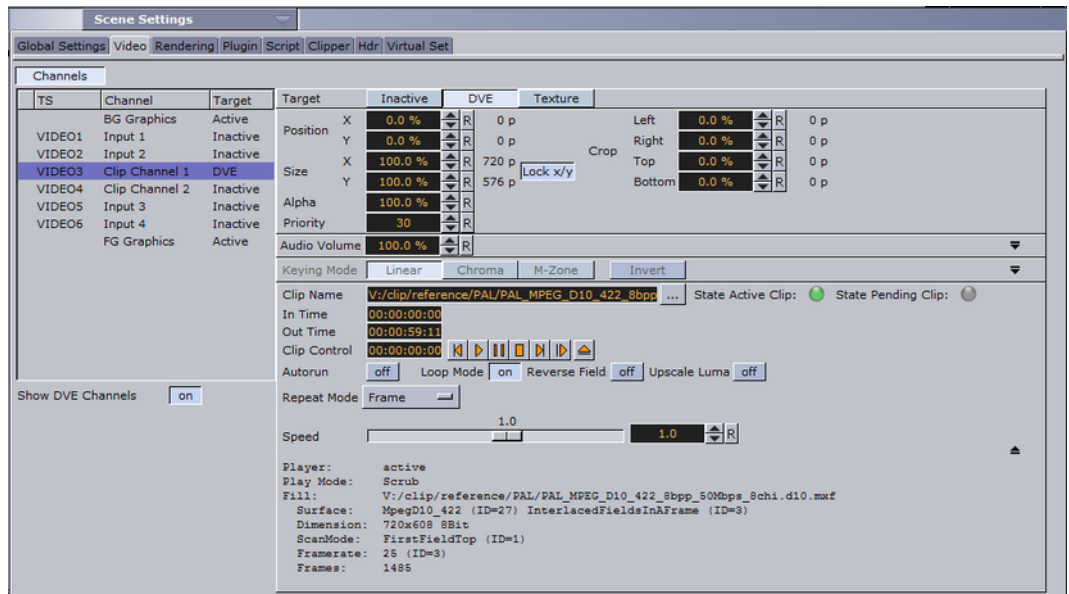 Scene Settings
Global Settings Video Rendering Plugin Script Clipper Hdr Virtual Set
Channels
TS Channel Target
BG Graphics Active
VIDEO1 Input 1 Inactive
VIDEO2 Input 2 Inactive
VIDEO3 Clip Channel 1 DVE
VIDEO4 Clip Channel 2 Inactive
VIDEO5 Input 3 Inactive
VIDEO6 Input 4 Inactive
FG Graphics Active
Show DVE Channels on
Target Inactive DVE Texture
Position X 0.0 % R 0 p
Y 0.0 % R 0 p
Size X 100.0 % R 720 p
Y 100.0 % R 576 p
Lock x/y
Crop
Left 0.0 % R 0 p
Right 0.0 % R 0 p
Top 0.0 % R 0 p
Bottom 0.0 % R 0 p
Alpha 100.0 % R
Priority 30 R
Audio Volume 100.0 % R
Keying Mode Linear Chroma M-Zone Invert
Clip Name V:/clip/reference/PAL/PAL_MPEG_D10_422_8bpp ... State Active Clip: State Pending Clip:
In Time 00:00:00:00
Out Time 00:00:59:11
Clip Control 00:00:00:00
Autorun off Loop Mode on Reverse Field off Upscale Luma off
Repeat Mode Frame
1.0
Speed 1.0 R
Player: active
Play Mode: Scrub
Fill: V:/clip/reference/PAL/PAL_MPEG_D10_422_8bpp_50Mbps_8chi.d10.mxf
Surface: MpegD10_422 (ID=27) InterlacedFieldsInAFrame (ID=3)
Dimension: 720x608 8Bit
ScanMode: FirstFieldTop (ID=1)
Framerate: 25 (ID=3)
Frames: 1485